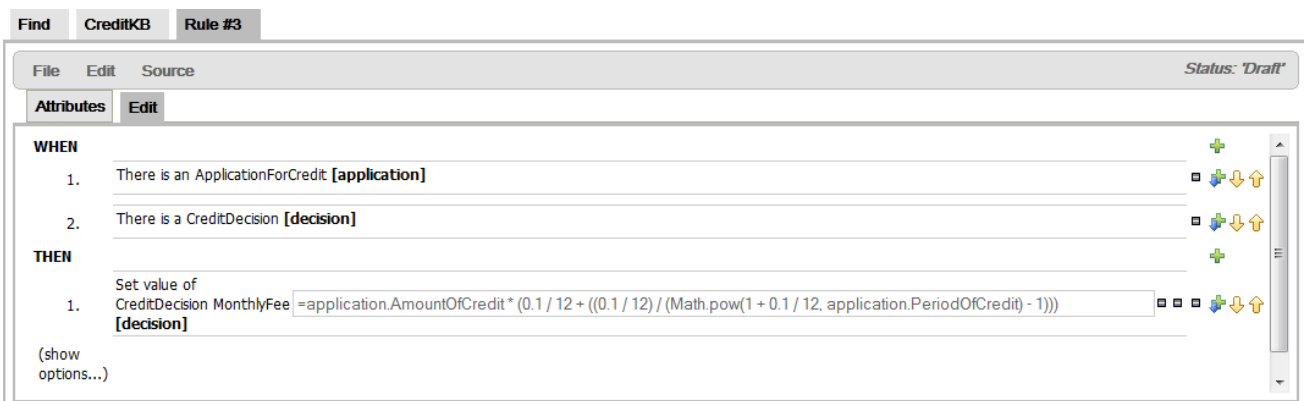 Find CreditKB Rule #3
File Edit Source Status: 'Draft'
Attributes Edit
WHEN
1. There is an ApplicationForCredit [application]
2. There is a CreditDecision [decision]
THEN
Set value of
1. CreditDecision MonthlyFee =application.AmountOfCredit * (0.1 / 12 + ((0.1 / 12) / (Math.pow(1 + 0.1 / 12, application.PeriodOfCredit) - 1)))
[decision]
(show
options...)